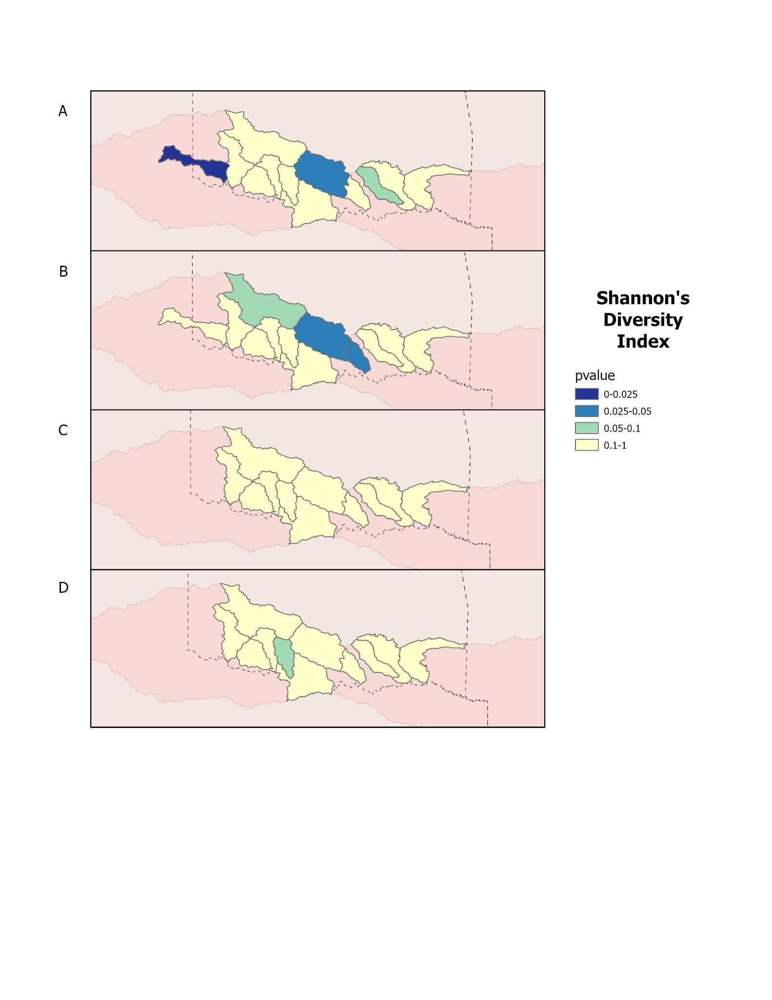 A
B
C
D
Shannon's
Diversity
Index
pvalue
0-0.025
0.025-0.05
0.05-0.1
0.1-1